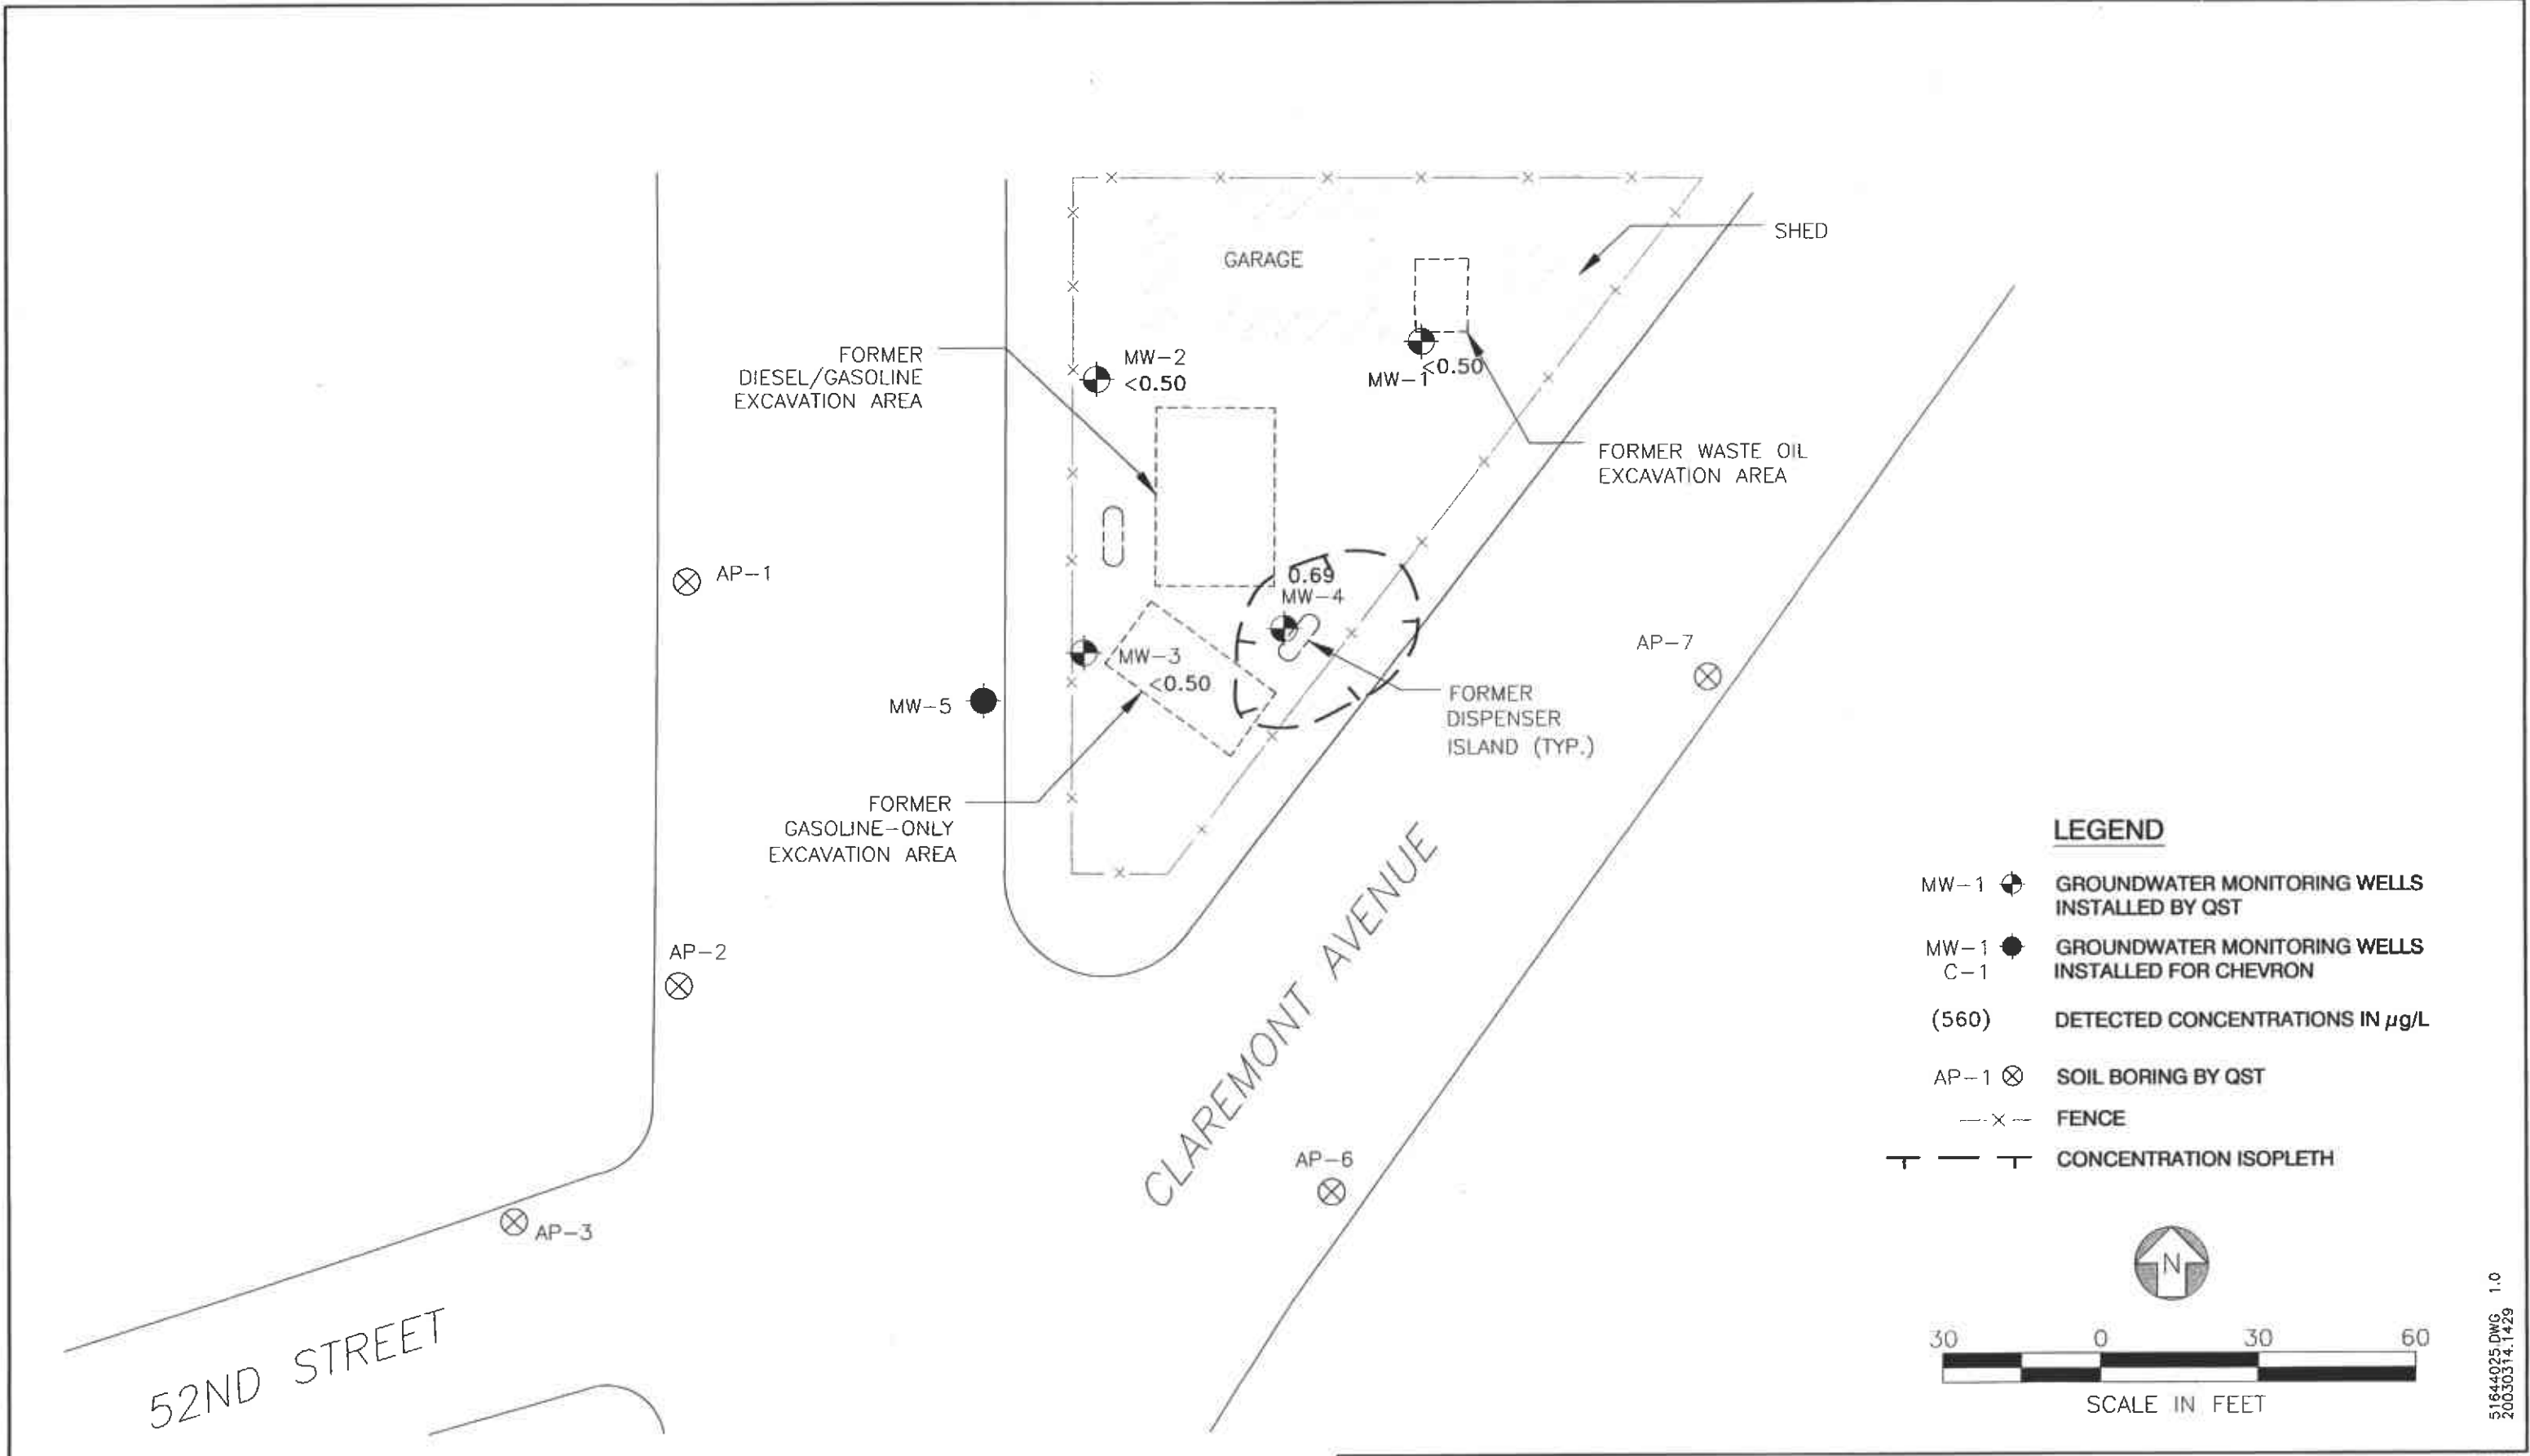 SHED
GARAGE
FORMER
DIESEL/GASOLINE
EXCAVATION AREA
MW-2
<0.50
MW-1
<0.50
FORMER WASTE OIL
EXCAVATION AREA
AP-1
0.69
MW-4
MW-3
<0.50
AP-7
MW-5
FORMER
DISPENSER
ISLAND (TYP.)
FORMER
GASOLINE-ONLY
EXCAVATION AREA
AP-2
CLAREMONT AVENUE
AP-6
AP-3
52ND STREET
LEGEND
MW-1 GROUNDWATER MONITORING WELLS
INSTALLED BY QST
MW-1 GROUNDWATER MONITORING WELLS
C-1 INSTALLED FOR CHEVRON
(560) DETECTED CONCENTRATIONS IN µg/L
AP-1 SOIL BORING BY QST
FENCE
CONCENTRATION ISOPLETH
N
30 0 30 60
SCALE IN FEET
51644025.DWG 1.0
20030314.1429